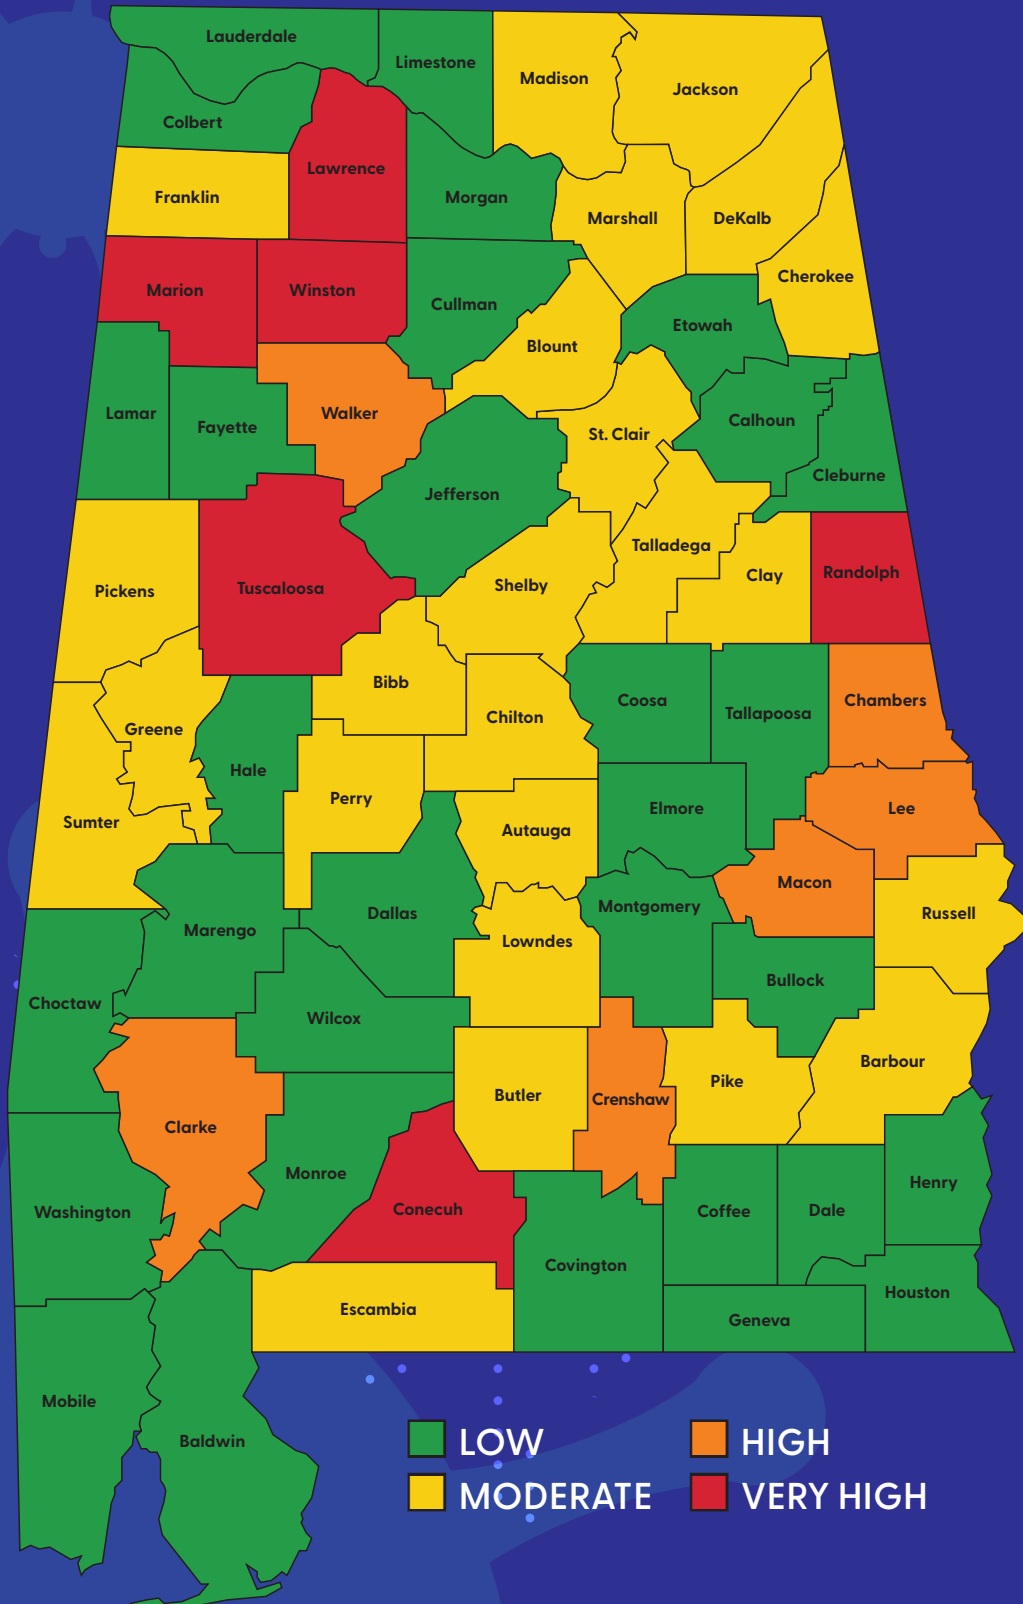 Lauderdale
Limestone
Madison
Jackson
Colbert
Lawrence
Franklin
Morgan
Marshall
DeKalb
Cherokee
Marion
Winston
Cullman
Etowah
Blount
Lamar
Fayette
Walker
St. Clair
Calhoun
Cleburne
Jefferson
Talladega
Clay
Randolph
Pickens
Tuscaloosa
Shelby
Bibb
Coosa
Tallapoosa
Chambers
Greene
Chilton
Hale
Perry
Sumter
Autauga
Elmore
Lee
Macon
Marengo
Dallas
Montgomery
Russell
Lowndes
Bullock
Choctaw
Wilcox
Barbour
Butler
Crenshaw
Pike
Clarke
Monroe
Washington
Conecuh
Coffee
Dale
Henry
Covington
Houston
Escambia
Geneva
Mobile
Baldwin
LOW
HIGH
MODERATE
VERY HIGH